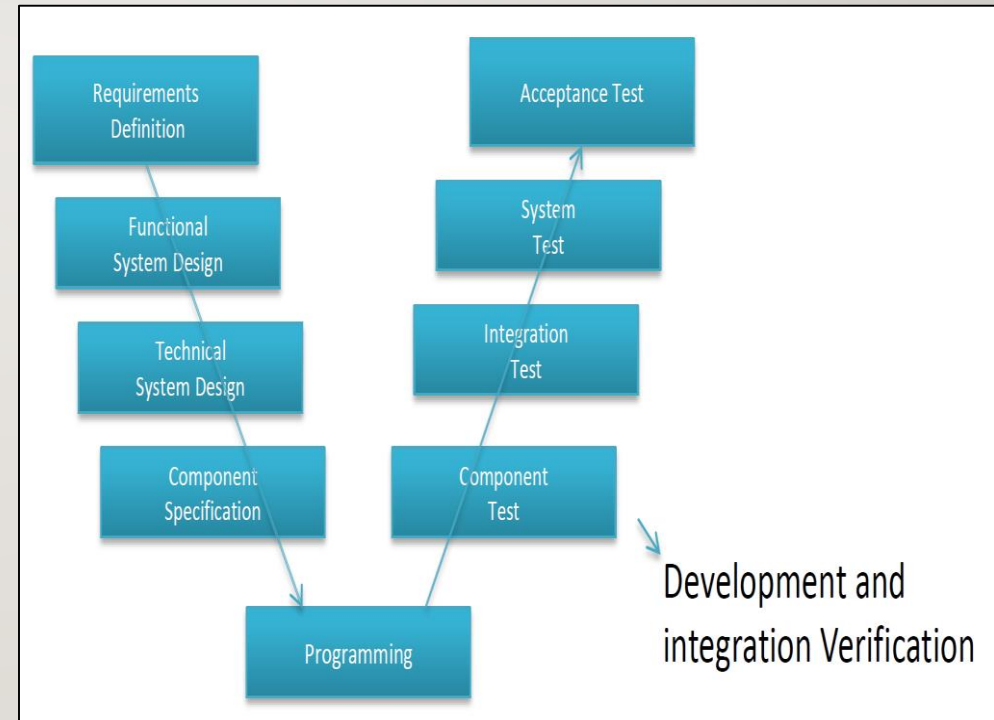 Requirements
Definition
Functional
System Design
Technical
System Design
Component
Specification
Programming
Acceptance Test
System
Test
Integration
Test
Component
Test
Development and
integration Verification